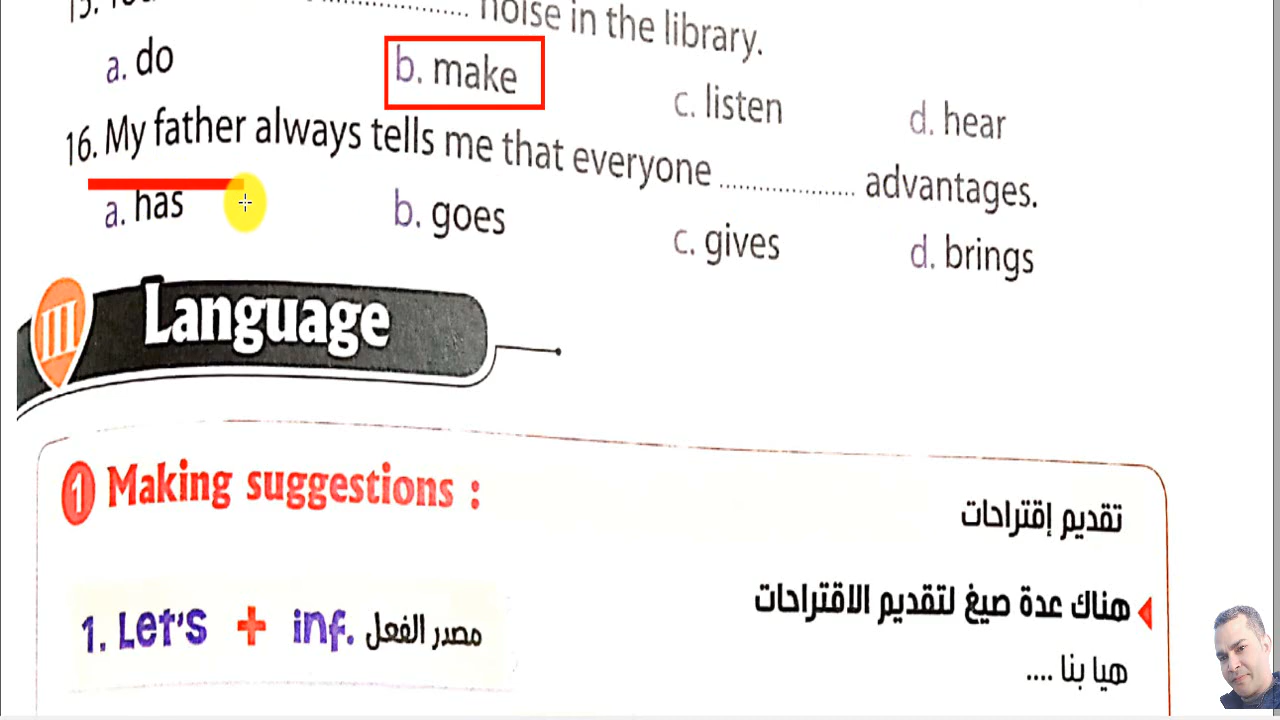 15. ............ noise in the library.
a. do b. make c. listen d. hear
16. My father always tells me that everyone ............ advantages.
a. has b. goes c. gives d. brings
III Language
1 Making suggestions :
تقديم إقتراحات
هناك عدة صيغ لتقديم الاقتراحات
1. Let's + inf. مصدر الفعل
هيا بنا ....